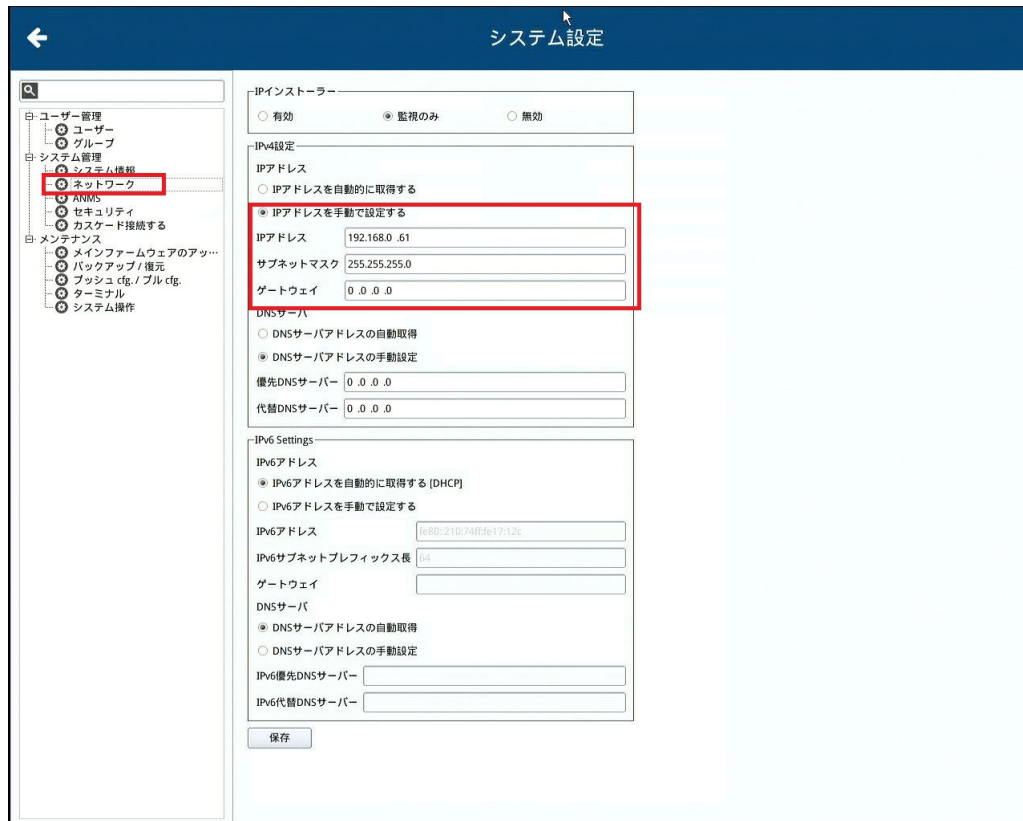 システム設定
ユーザー管理
ユーザー
グループ
システム管理
システム情報
ネットワーク
ANMS
セキュリティ
カスケード接続する
メンテナンス
メインファームウェアのアッ…
バックアップ / 復元
プッシュ cfg. / プル cfg.
ターミナル
システム操作
IPインストーラー
有効 監視のみ 無効
IPv4設定
IPアドレス
IPアドレスを自動的に取得する
IPアドレスを手動で設定する
IPアドレス 192.168.0 .61
サブネットマスク 255.255.255.0
ゲートウェイ 0 .0 .0 .0
DNSサーバ
DNSサーバアドレスの自動取得
DNSサーバアドレスの手動設定
優先DNSサーバー 0 .0 .0 .0
代替DNSサーバー 0 .0 .0 .0
IPv6 Settings
IPv6アドレス
IPv6アドレスを自動的に取得する [DHCP]
IPv6アドレスを手動で設定する
IPv6アドレス fe80::210:74ff:fe17:12c
IPv6サブネットプレフィックス長 64
ゲートウェイ
DNSサーバ
DNSサーバアドレスの自動取得
DNSサーバアドレスの手動設定
IPv6優先DNSサーバー
IPv6代替DNSサーバー
保存